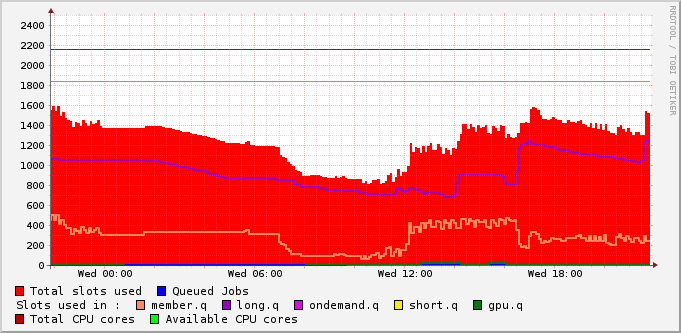 RRDTOOL / TOBI OETIKER
2400
2200
2000
1800
1600
1400
1200
1000
800
600
400
200
0
Wed 00:00 Wed 06:00 Wed 12:00 Wed 18:00
Total slots used Queued Jobs
Slots used in : member.q long.q ondemand.q short.q gpu.q
Total CPU cores Available CPU cores